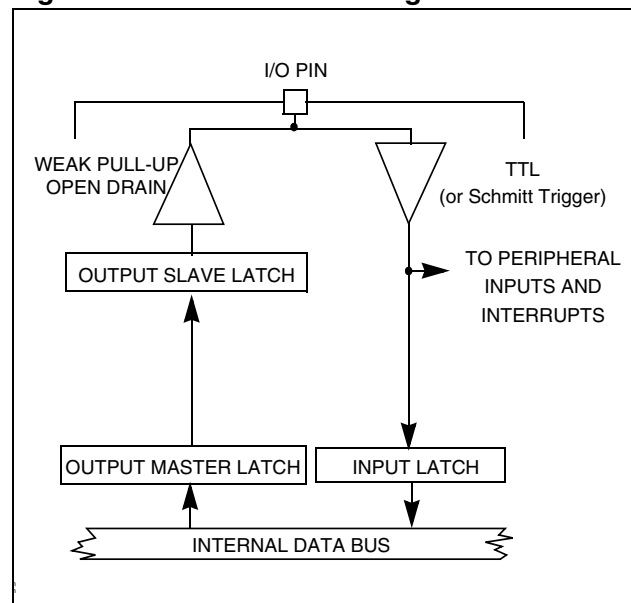 I/O PIN
WEAK PULL-UP
OPEN DRAIN
TTL
(or Schmitt Trigger)
TO PERIPHERAL
INPUTS AND
INTERRUPTS
OUTPUT SLAVE LATCH
OUTPUT MASTER LATCH
INPUT LATCH
INTERNAL DATA BUS